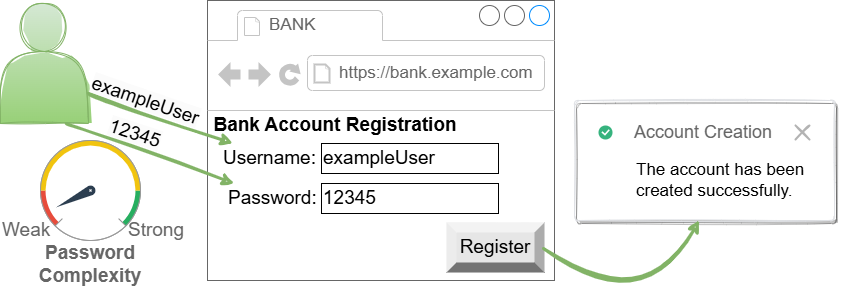 BANK
https://bank.example.com
exampleUser
12345
Bank Account Registration
Username: exampleUser
Password: 12345
Register
Weak
Strong
Password
Complexity
Account Creation
The account has been
created successfully.